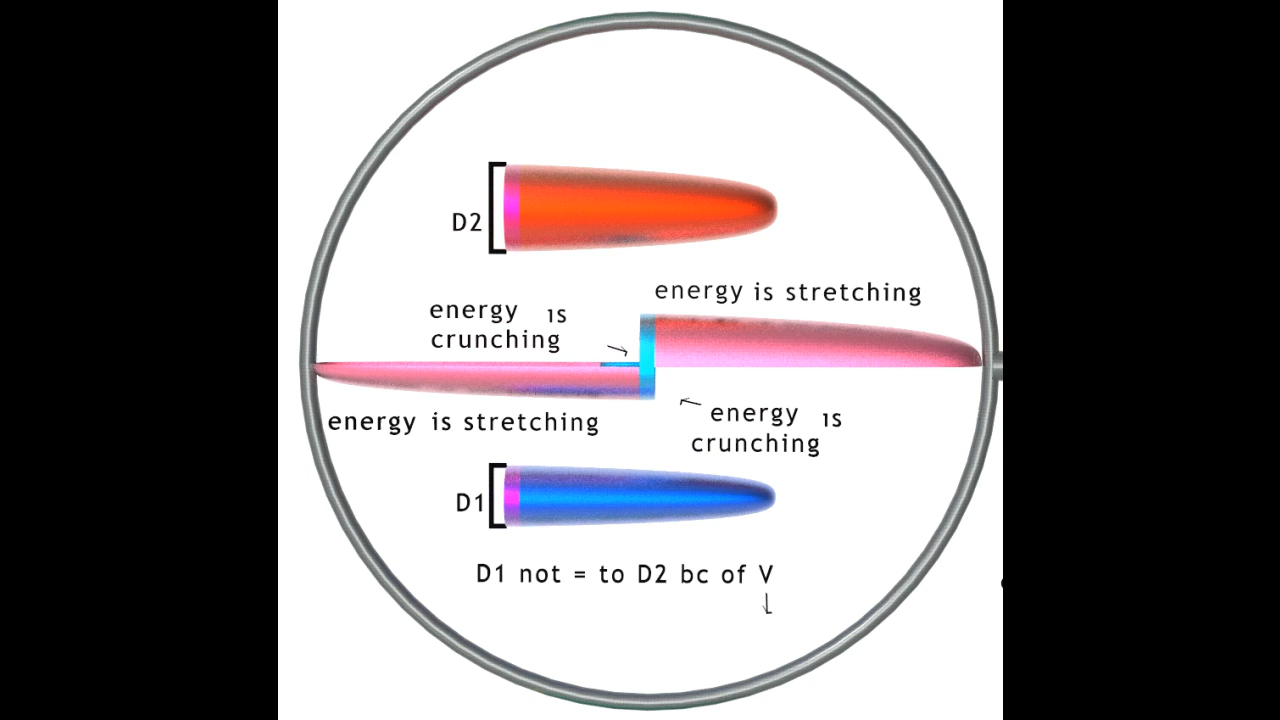 D2
energy is stretching
energy is
crunching
energy is
crunching
energy is stretching
D1
D1 not = to D2 bc of V